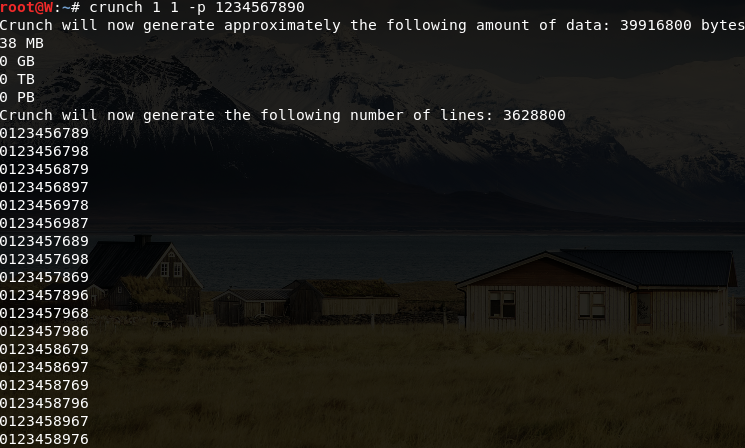 root@W:~# crunch 1 1 -p 1234567890
Crunch will now generate approximately the following amount of data: 39916800 bytes
38 MB
0 GB
0 TB
0 PB
Crunch will now generate the following number of lines: 3628800
0123456789
0123456798
0123456879
0123456897
0123456978
0123456987
0123457689
0123457698
0123457869
0123457896
0123457968
0123457986
0123458679
0123458697
0123458769
0123458796
0123458967
0123458976